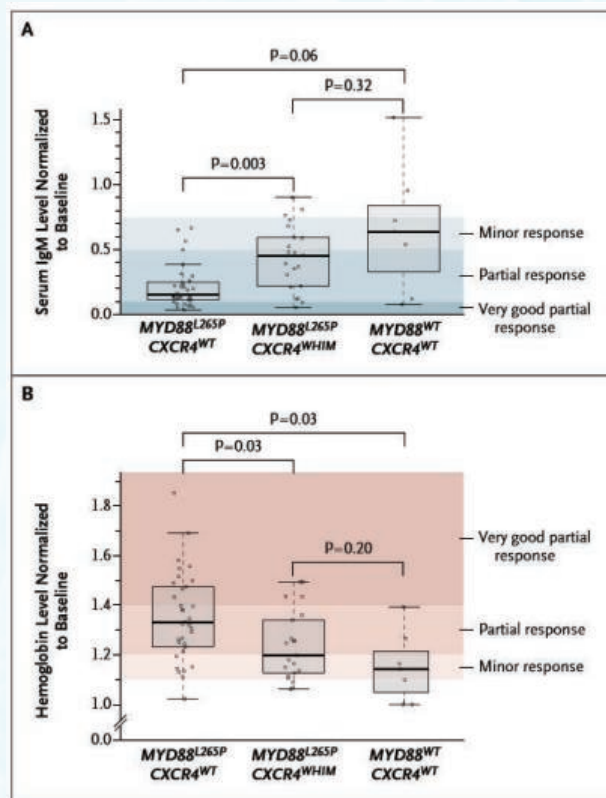 A
P=0.06
P=0.32
P=0.003
Serum IgM Level Normalized
to Baseline
1.5
1.0
0.5
0.0
Minor response
Partial response
Very good partial
response
MYD88L265P
CXCR4WT
MYD88L265P
CXCR4WHIM
MYD88WT
CXCR4WT
B
P=0.03
P=0.03
P=0.20
Hemoglobin Level Normalized
to Baseline
1.8
1.6
1.4
1.2
1.0
0.0
Very good partial
response
Partial response
Minor response
MYD88L265P
CXCR4WT
MYD88L265P
CXCR4WHIM
MYD88WT
CXCR4WT